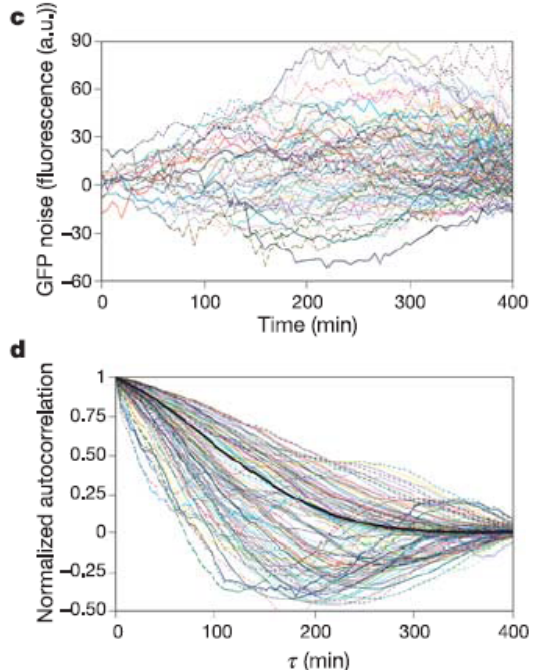 c
GFP noise (fluorescence (a.u.))
90
60
30
0
–30
–60
0 100 200 300 400
Time (min)
d
Normalized autocorrelation
1
0.75
0.50
0.25
0
–0.25
–0.50
0 100 200 300 400
τ (min)